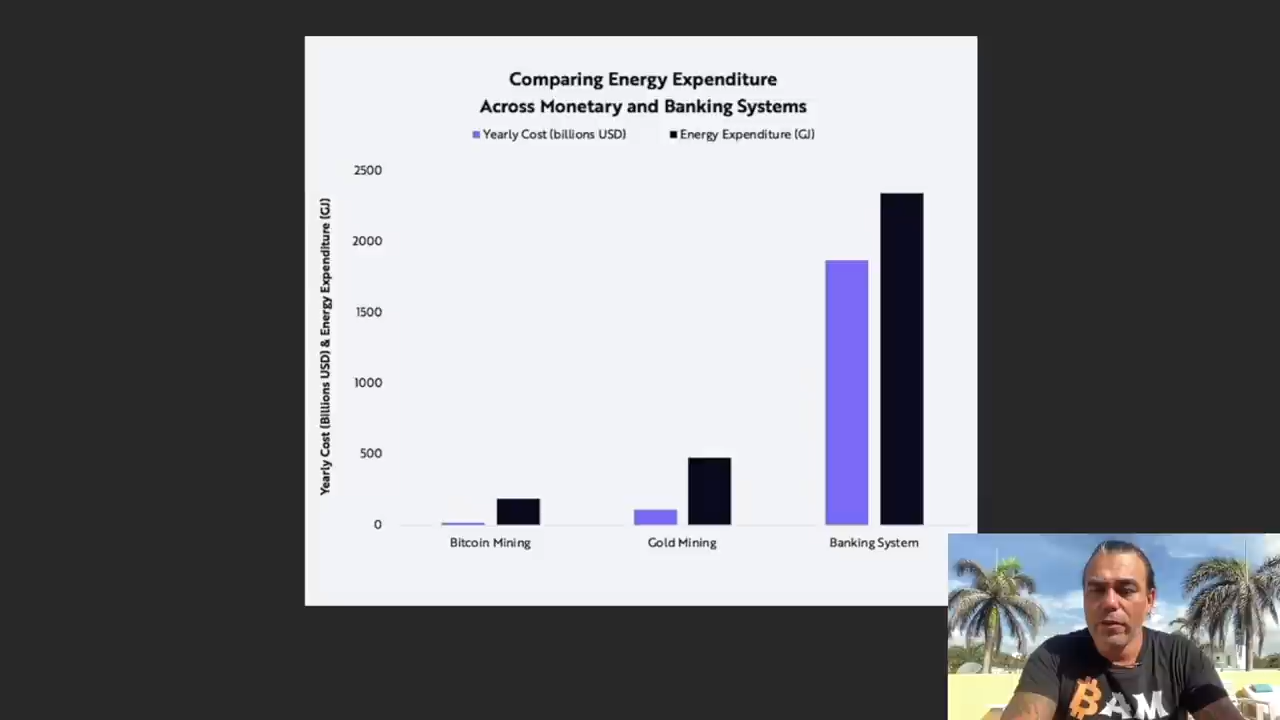 Comparing Energy Expenditure
Across Monetary and Banking Systems
Yearly Cost (billions USD) Energy Expenditure (GJ)
Yearly Cost (Billions USD) & Energy Expenditure (GJ)
2500
2000
1500
1000
500
0
Bitcoin Mining Gold Mining Banking System
BAM